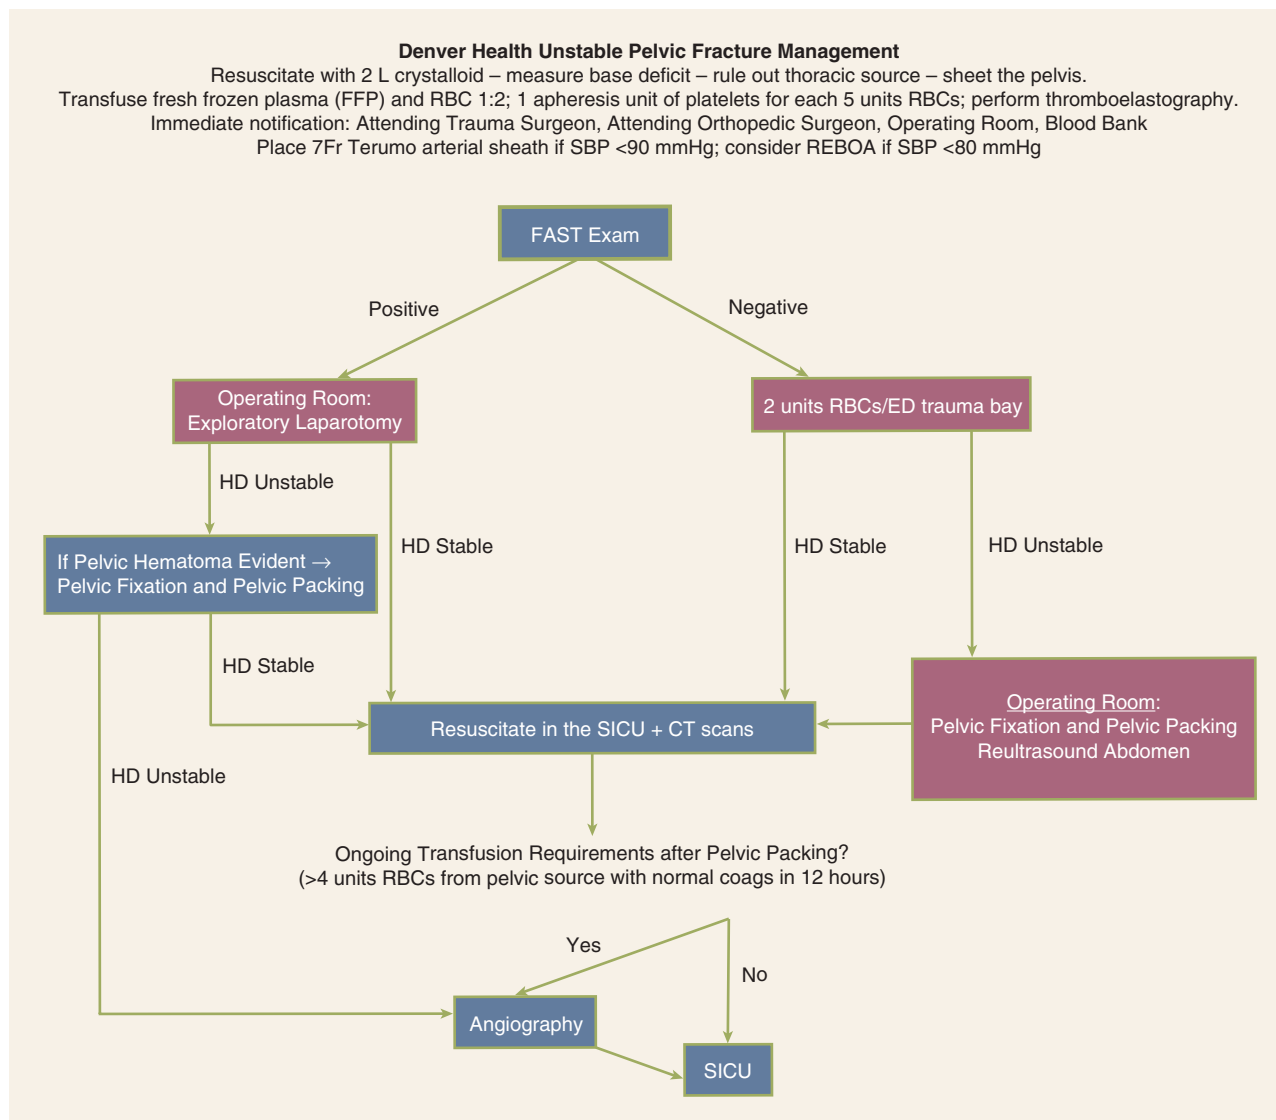 Denver Health Unstable Pelvic Fracture Management
Resuscitate with 2 L crystalloid – measure base deficit – rule out thoracic source – sheet the pelvis.
Transfuse fresh frozen plasma (FFP) and RBC 1:2; 1 apheresis unit of platelets for each 5 units RBCs; perform thromboelastography.
Immediate notification: Attending Trauma Surgeon, Attending Orthopedic Surgeon, Operating Room, Blood Bank
Place 7Fr Terumo arterial sheath if SBP <90 mmHg; consider REBOA if SBP <80 mmHg
FAST Exam
Positive
Negative
Operating Room:
Exploratory Laparotomy
2 units RBCs/ED trauma bay
HD Unstable
HD Stable
HD Stable
HD Unstable
If Pelvic Hematoma Evident →
Pelvic Fixation and Pelvic Packing
HD Stable
Operating Room:
Pelvic Fixation and Pelvic Packing
Reultrasound Abdomen
Resuscitate in the SICU + CT scans
HD Unstable
Ongoing Transfusion Requirements after Pelvic Packing?
(>4 units RBCs from pelvic source with normal coags in 12 hours)
Yes
No
Angiography
SICU